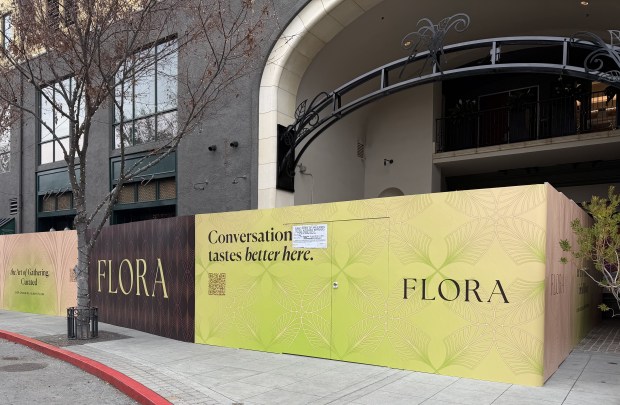 the Art of Gathering,
Curated
FLORA
Conversation
tastes better here.
FLORA